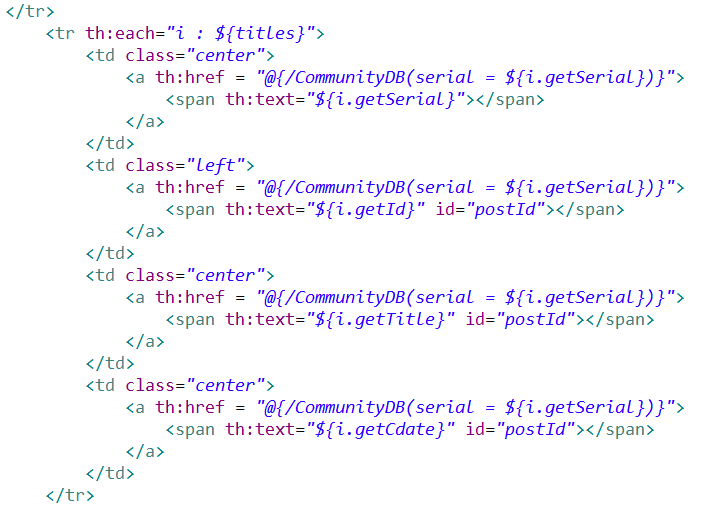 </tr>
<tr th:each="i : ${titles}">
<td class="center">
<a th:href = "@{/CommunityDB(serial = ${i.getSerial})}">
<span th:text="${i.getSerial}"></span>
</a>
</td>
<td class="left">
<a th:href = "@{/CommunityDB(serial = ${i.getSerial})}">
<span th:text="${i.getId}" id="postId"></span>
</a>
</td>
<td class="center">
<a th:href = "@{/CommunityDB(serial = ${i.getSerial})}">
<span th:text="${i.getTitle}" id="postId"></span>
</a>
</td>
<td class="center">
<a th:href = "@{/CommunityDB(serial = ${i.getSerial})}">
<span th:text="${i.getCdate}" id="postId"></span>
</a>
</td>
</tr>